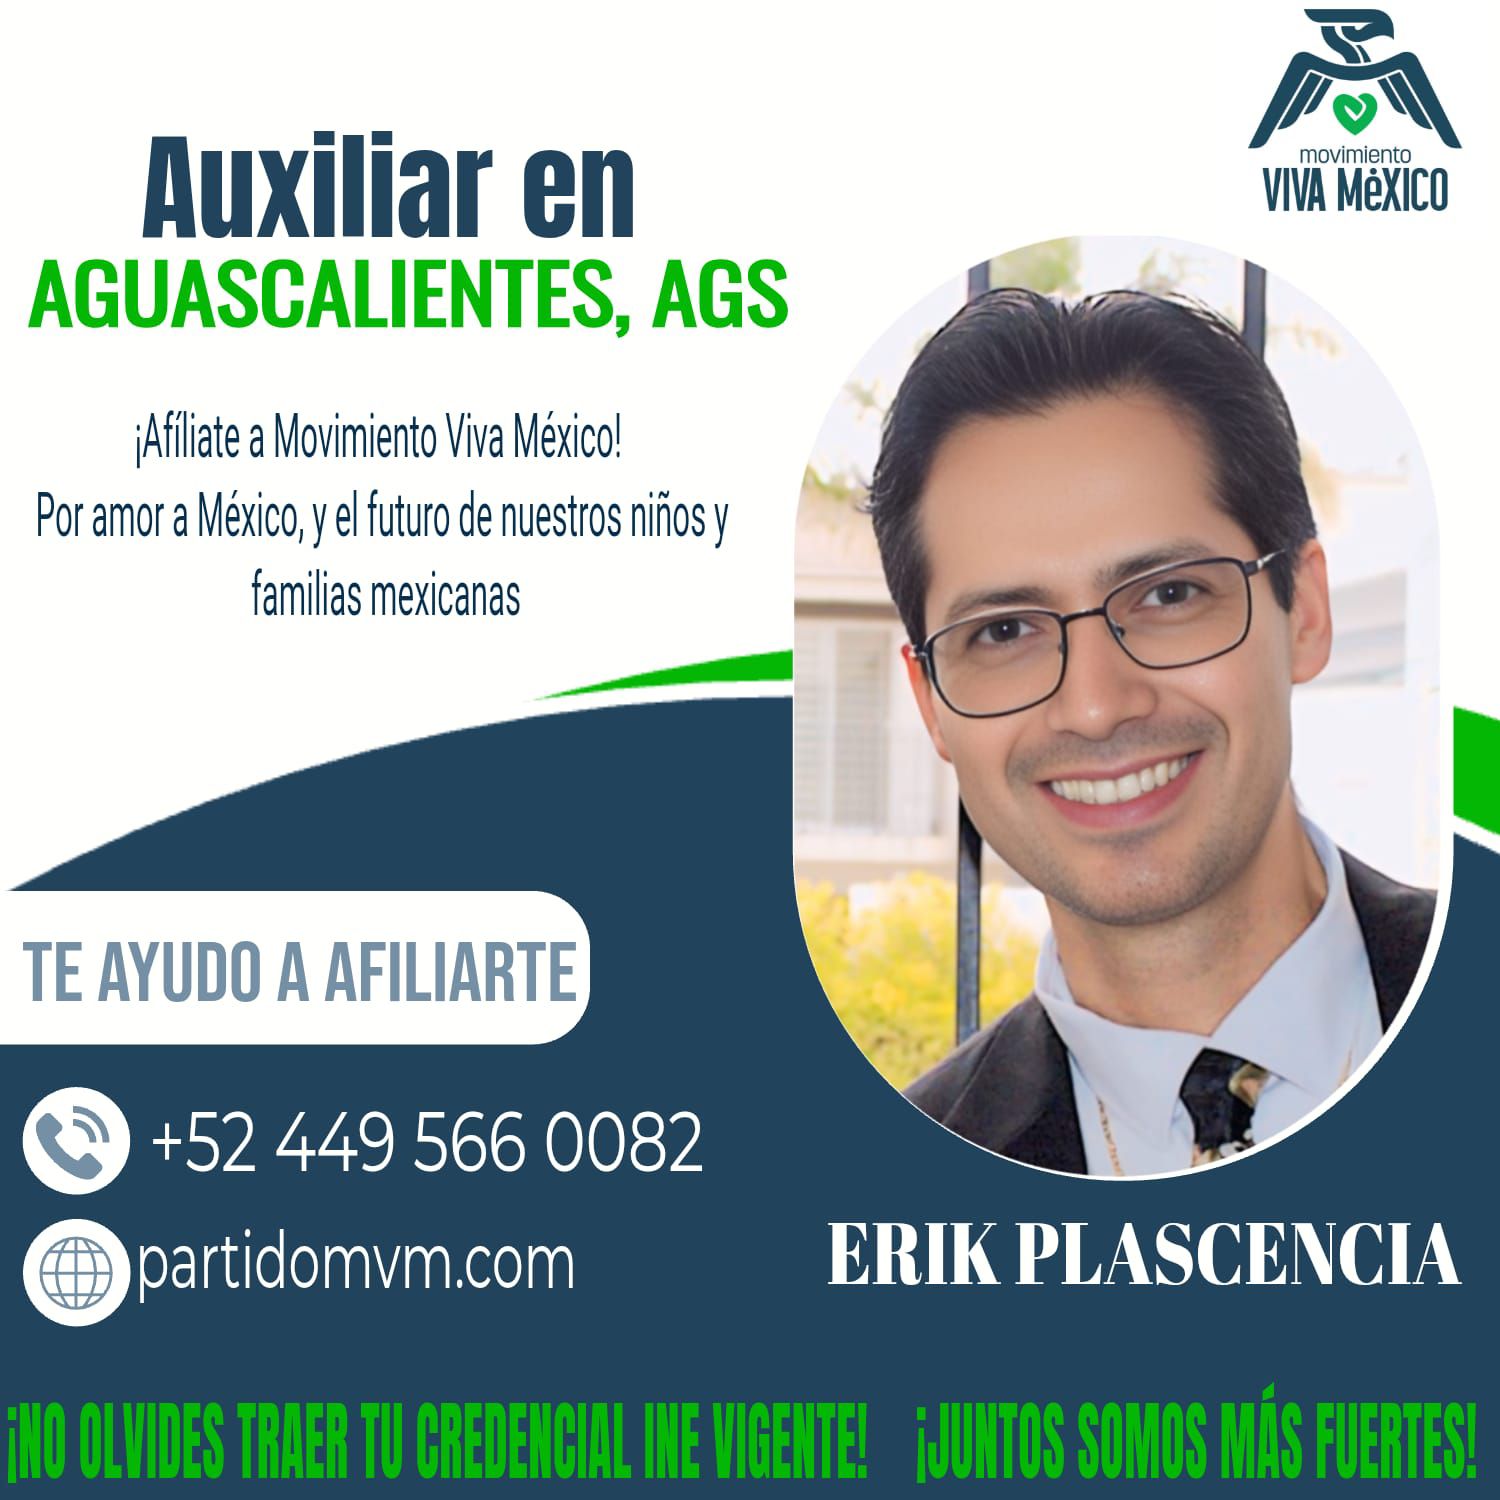 movimiento
VIVA MéXICO
Auxiliar en
AGUASCALIENTES, AGS
¡Afíliate a Movimiento Viva México!
Por amor a México, y el futuro de nuestros niños y
familias mexicanas
TE AYUDO A AFILIARTE
+52 449 566 0082
partidomvm.com
ERIK PLASCENCIA
¡NO OLVIDES TRAER TU CREDENCIAL INE VIGENTE! ¡JUNTOS SOMOS MÁS FUERTES!